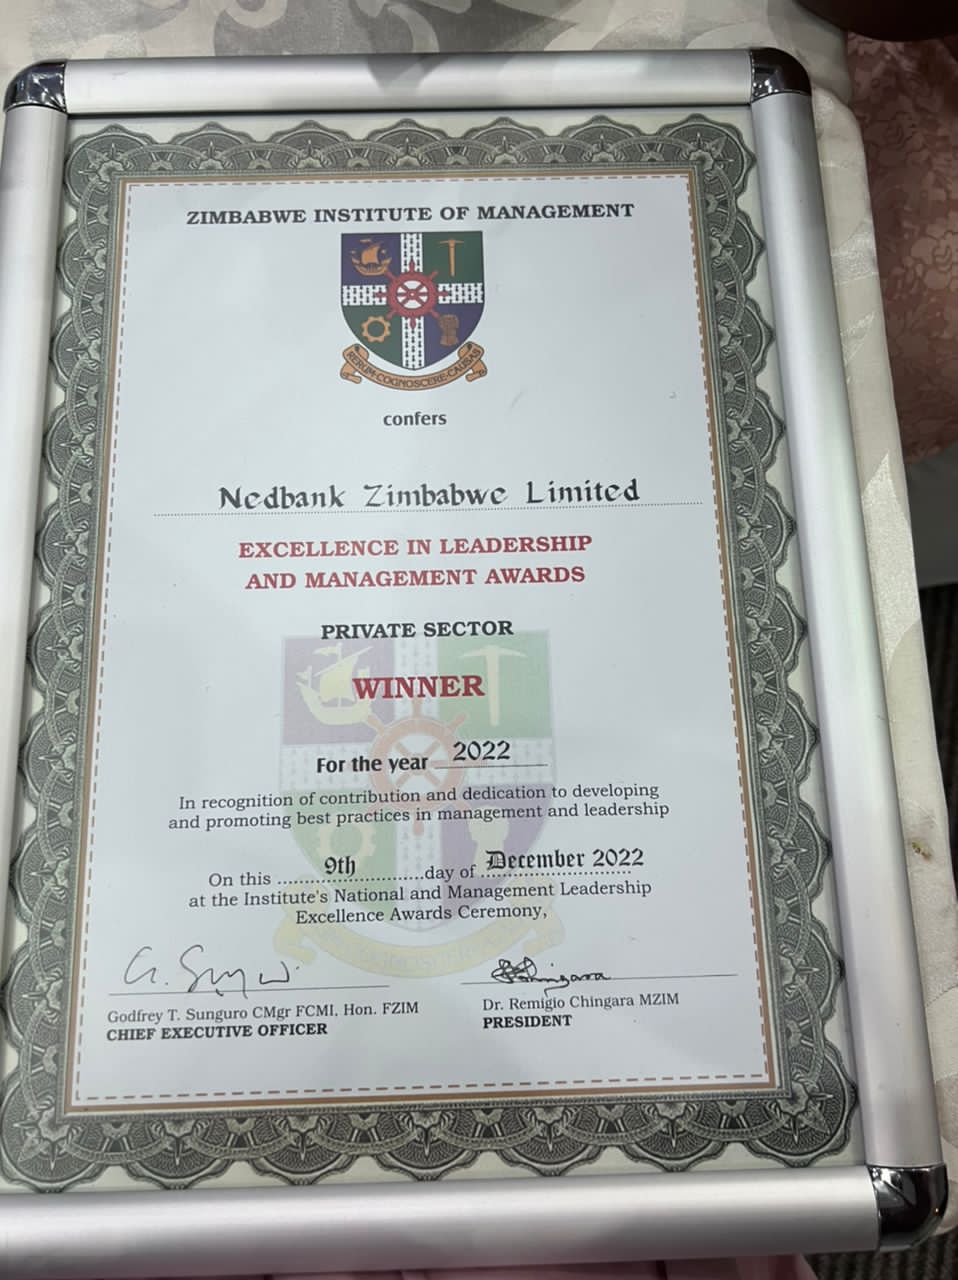 ZIMBABWE INSTITUTE OF MANAGEMENT
RERUM·COGNOSCERE·CAUSAS
confers
Nedbank Zimbabwe Limited
EXCELLENCE IN LEADERSHIP
AND MANAGEMENT AWARDS
PRIVATE SECTOR
WINNER
For the year 2022
In recognition of contribution and dedication to developing
and promoting best practices in management and leadership
On this 9th day of December 2022
at the Institute's National and Management Leadership
Excellence Awards Ceremony,
Godfrey T. Sunguro CMgr FCMI, Hon. FZIM
CHIEF EXECUTIVE OFFICER
Dr. Remigio Chingara MZIM
PRESIDENT